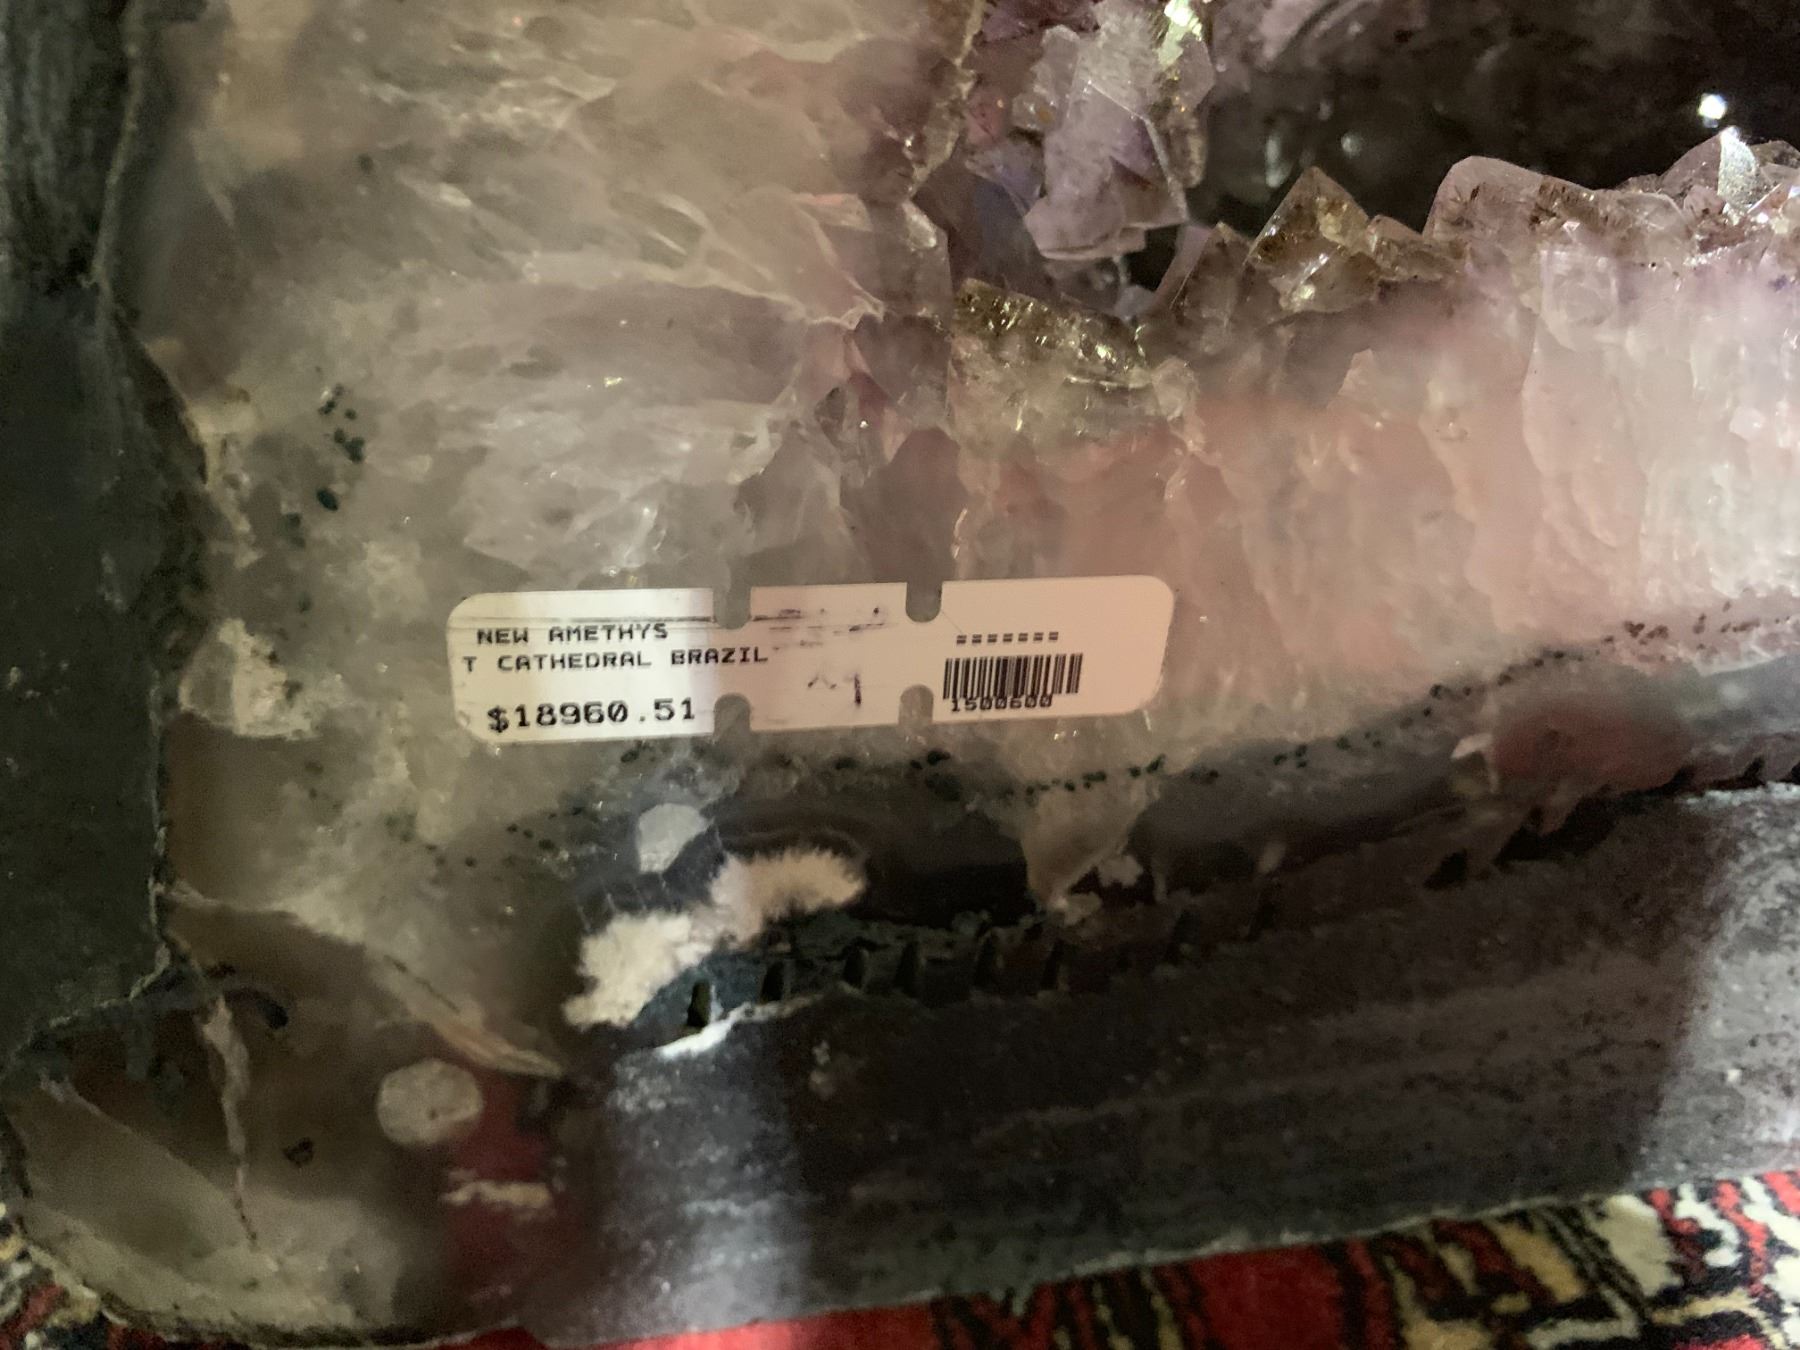 NEW AMETHYS
T CATHEDRAL BRAZIL
$18960.51
=======
1500600